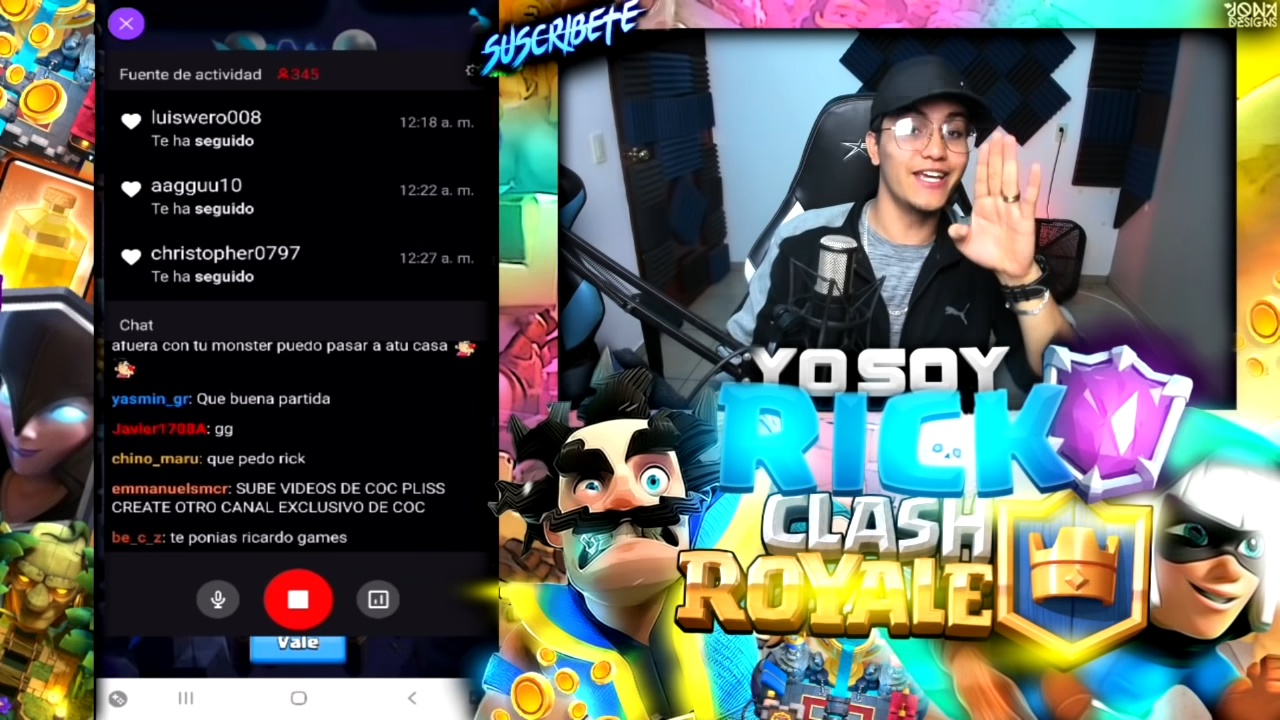 Fuente de actividad 345
luiswero008
12:18 a. m.
Te ha seguido
aagguu10
12:22 a. m.
Te ha seguido
christopher0797
12:27 a. m.
Te ha seguido
Chat
afuera con tu monster puedo pasar a atu casa
yasmin_gr: Que buena partida
Javier1708A: gg
chino_maru: que pedo rick
emmanuelsmcr: SUBE VIDEOS DE COC PLISS
CREATE OTRO CANAL EXCLUSIVO DE COC
be_c_z: te ponias ricardo games
Vale
SUSCRIBETE
JONX
DESIGNS
YO SOY
RICK
CLASH
ROYALE